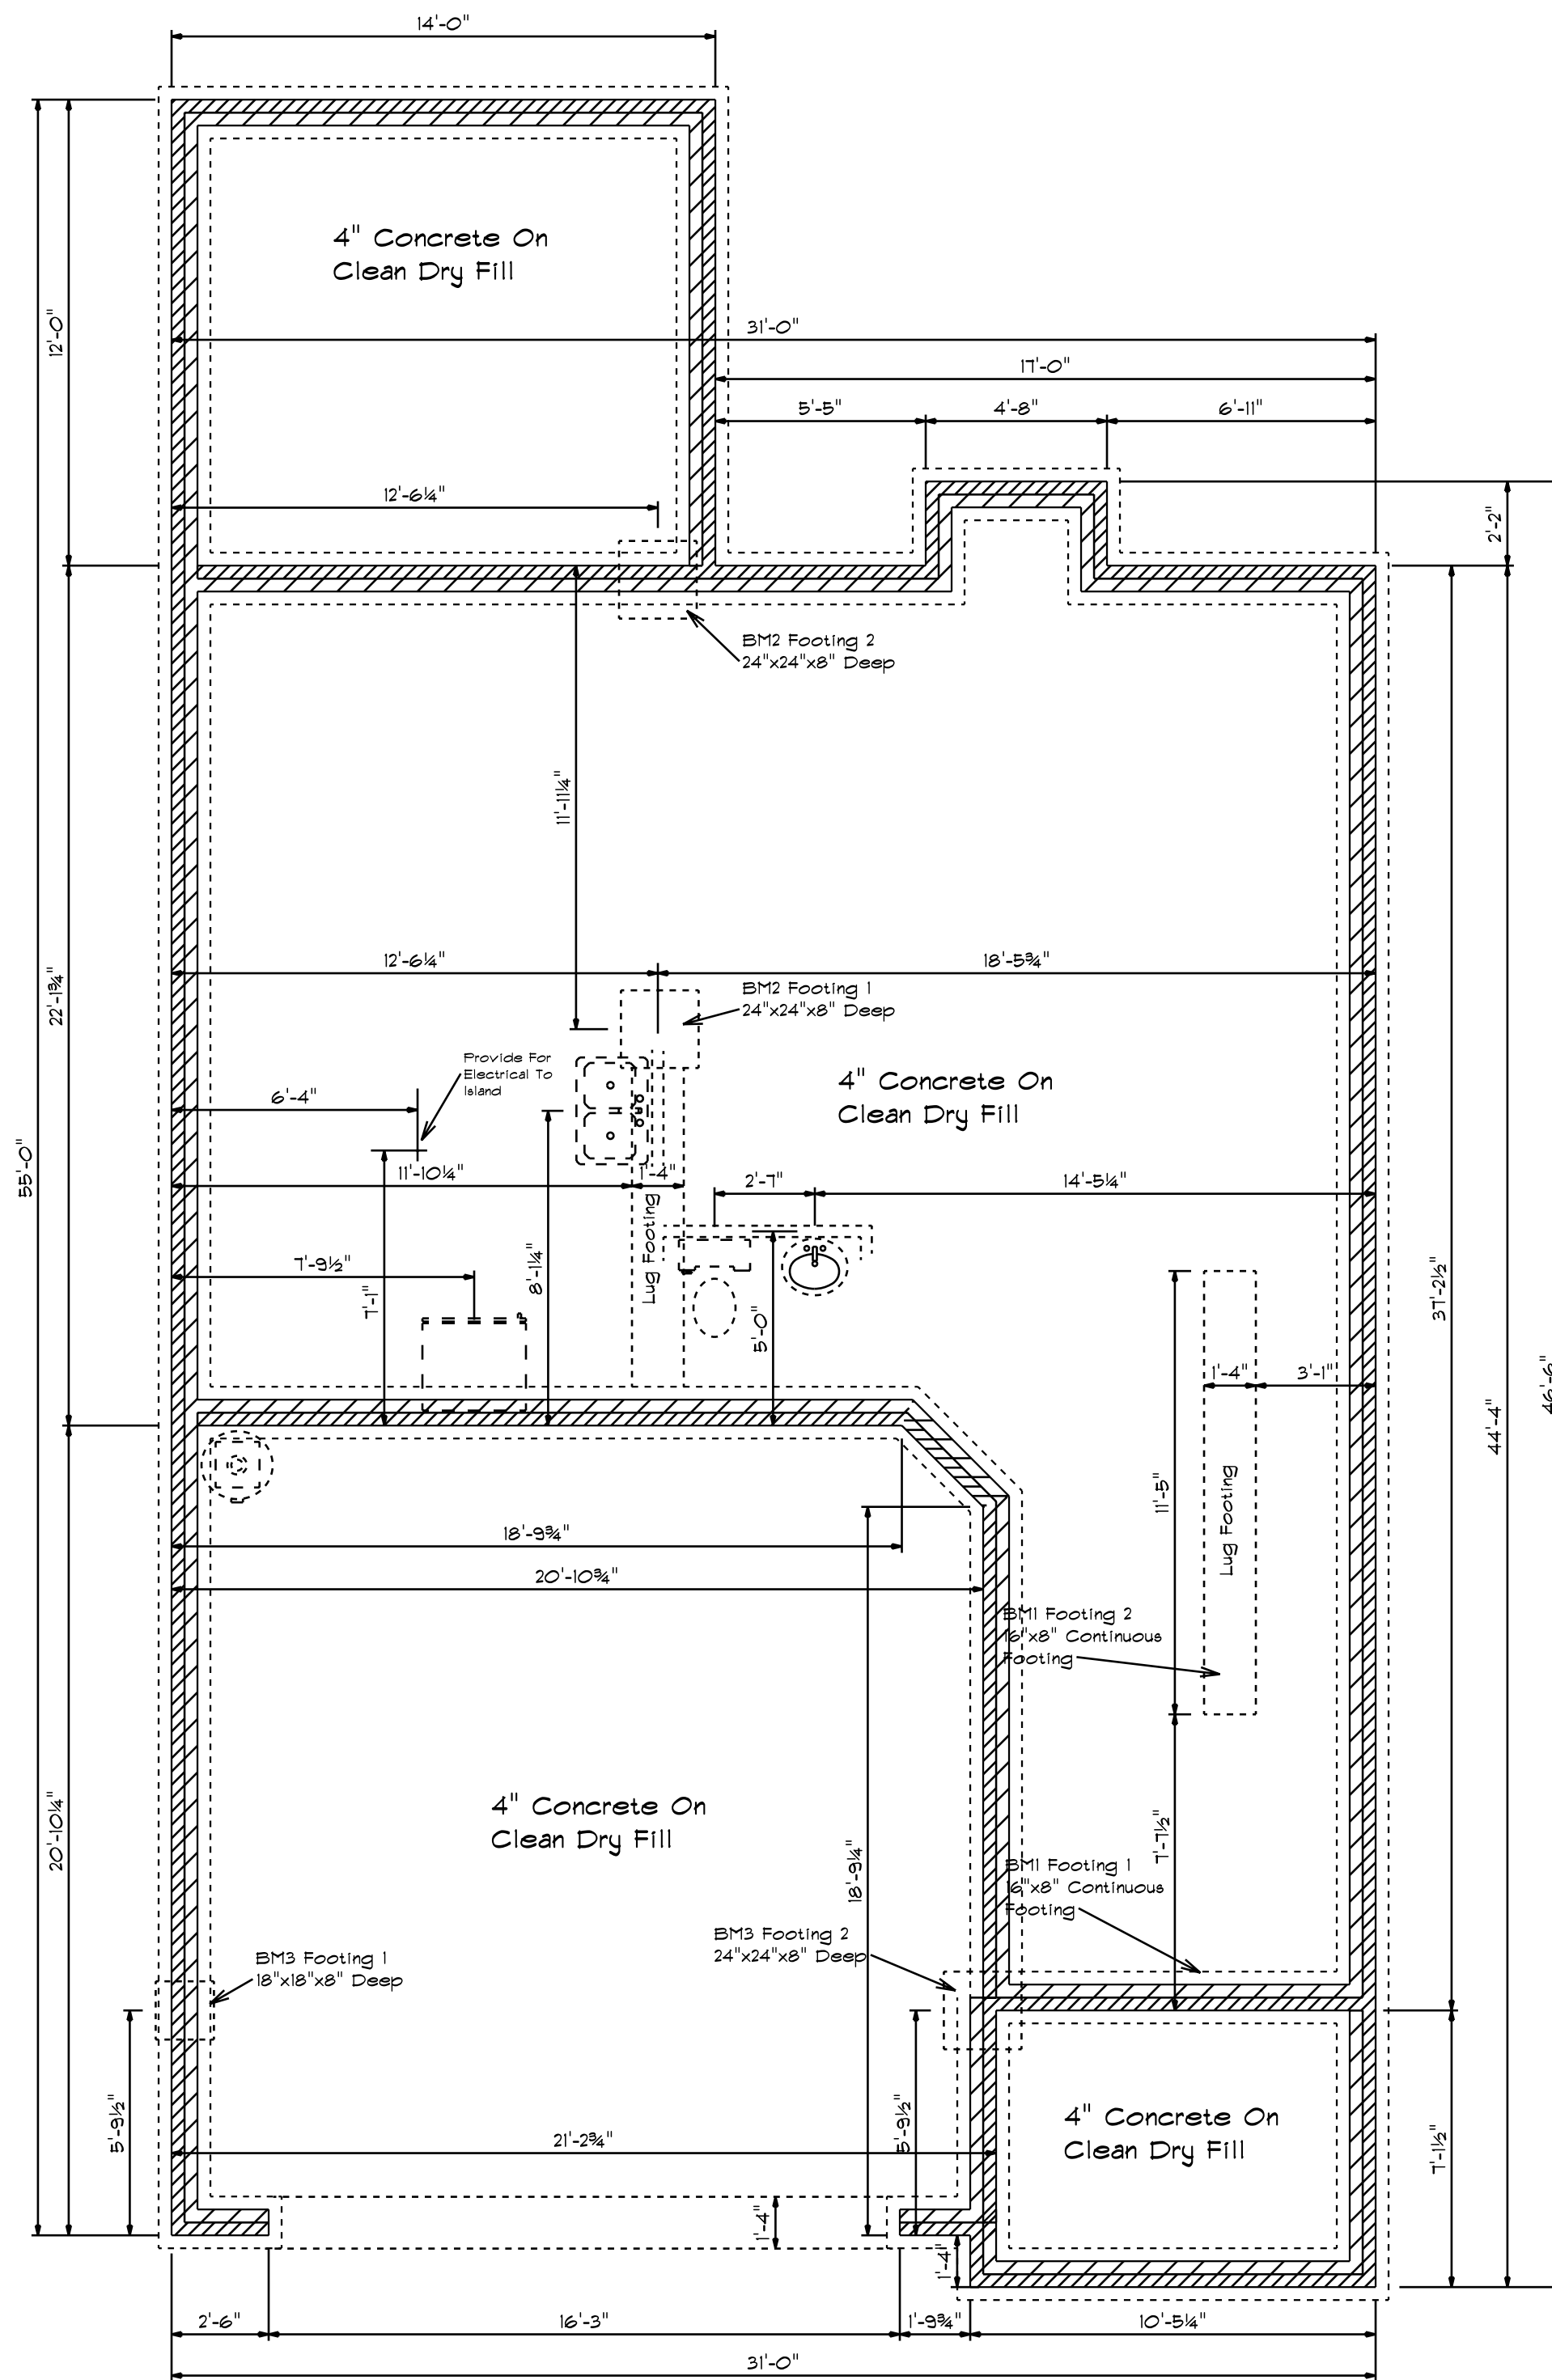 14'-0"
4" Concrete On
Clean Dry Fill
12'-0"
31'-0"
17'-0"
5'-5"
4'-8"
6'-11"
12'-6¼"
2'-2"
BM2 Footing 2
24"x24"x8" Deep
11'-11¼"
22'-1¾"
12'-6¼"
18'-5¾"
BM2 Footing 1
24"x24"x8" Deep
Provide For
Electrical To
Island
4" Concrete On
Clean Dry Fill
6'-4"
55'-0"
11'-10¼"
1'-4"
2'-7"
14'-5¼"
Lug Footing
7'-9½"
7'-1"
8'-1¼"
5'-0"
37'-2½"
1'-4"
3'-1"
46'-6"
44'-4"
11'-5"
Lug Footing
18'-9¾"
20'-10¾"
BM1 Footing 2
16"x8" Continuous
Footing
4" Concrete On
Clean Dry Fill
20'-10¼"
18'-9¼"
7'-7½"
BM1 Footing 1
16"x8" Continuous
Footing
BM3 Footing 2
24"x24"x8" Deep
BM3 Footing 1
18"x18"x8" Deep
5'-9½"
5'-9½"
4" Concrete On
Clean Dry Fill
7'-1½"
21'-2¾"
1'-4"
1'-4"
2'-6"
16'-3"
1'-9¾"
10'-5¼"
31'-0"